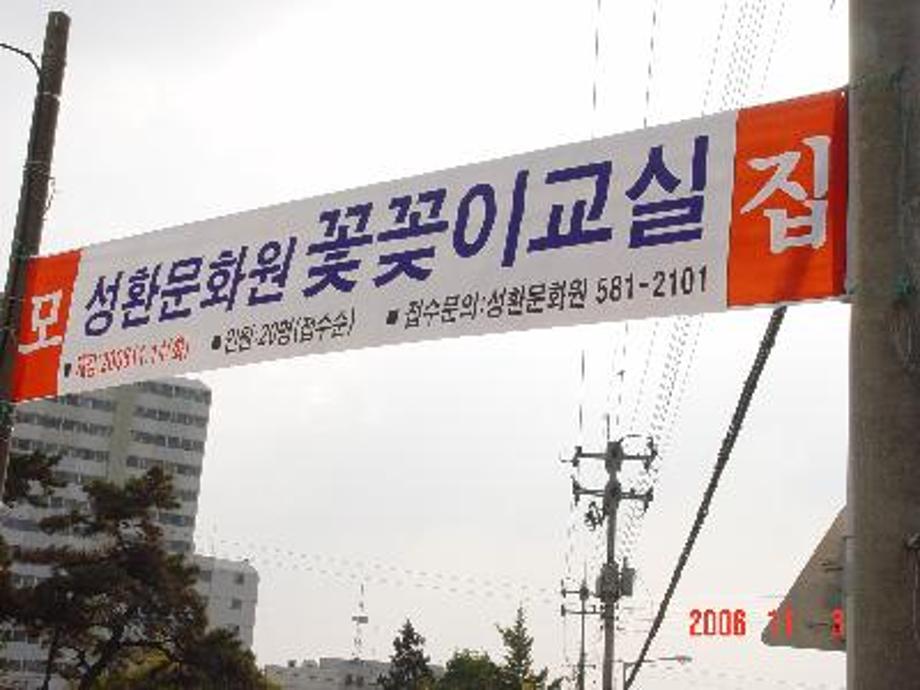 모 성환문화원 꽃꽂이교실 집
▪ 인원:20명(접수순) ▪ 접수문의:성환문화원 581-2101
2006 11